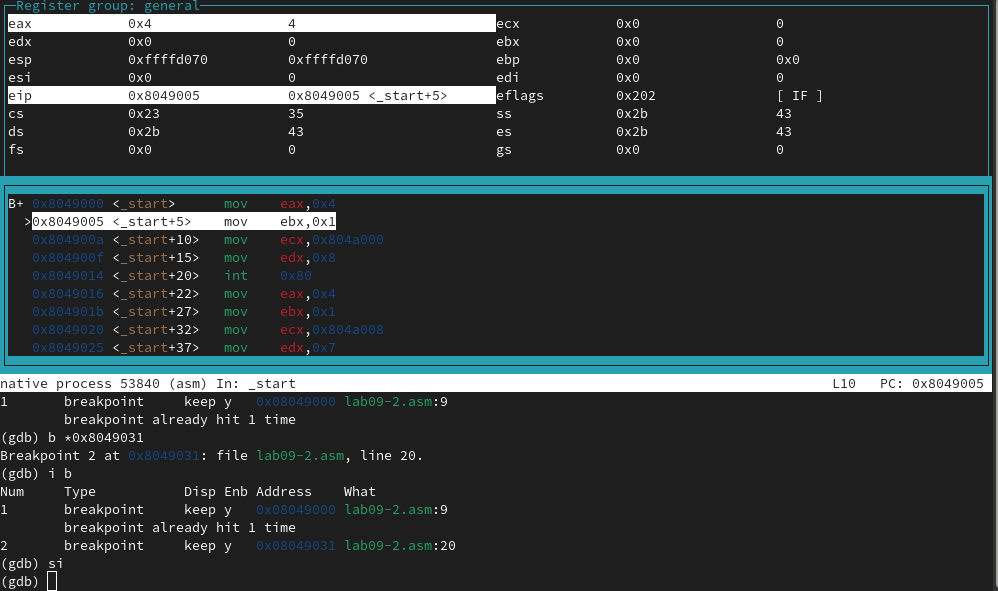 Register group: general
eax 0x4 4 ecx 0x0 0
edx 0x0 0 ebx 0x0 0
esp 0xffffd070 0xffffd070 ebp 0x0 0x0
esi 0x0 0 edi 0x0 0
eip 0x8049005 0x8049005 <_start+5> eflags 0x202 [ IF ]
cs 0x23 35 ss 0x2b 43
ds 0x2b 43 es 0x2b 43
fs 0x0 0 gs 0x0 0
B+ 0x8049000 <_start> mov eax,0x4
>0x8049005 <_start+5> mov ebx,0x1
0x804900a <_start+10> mov ecx,0x804a000
0x804900f <_start+15> mov edx,0x8
0x8049014 <_start+20> int 0x80
0x8049016 <_start+22> mov eax,0x4
0x804901b <_start+27> mov ebx,0x1
0x8049020 <_start+32> mov ecx,0x804a008
0x8049025 <_start+37> mov edx,0x7
native process 53840 (asm) In: _start L10 PC: 0x8049005
1 breakpoint keep y 0x08049000 lab09-2.asm:9
breakpoint already hit 1 time
(gdb) b *0x8049031
Breakpoint 2 at 0x8049031: file lab09-2.asm, line 20.
(gdb) i b
Num Type Disp Enb Address What
1 breakpoint keep y 0x08049000 lab09-2.asm:9
breakpoint already hit 1 time
2 breakpoint keep y 0x08049031 lab09-2.asm:20
(gdb) si
(gdb)